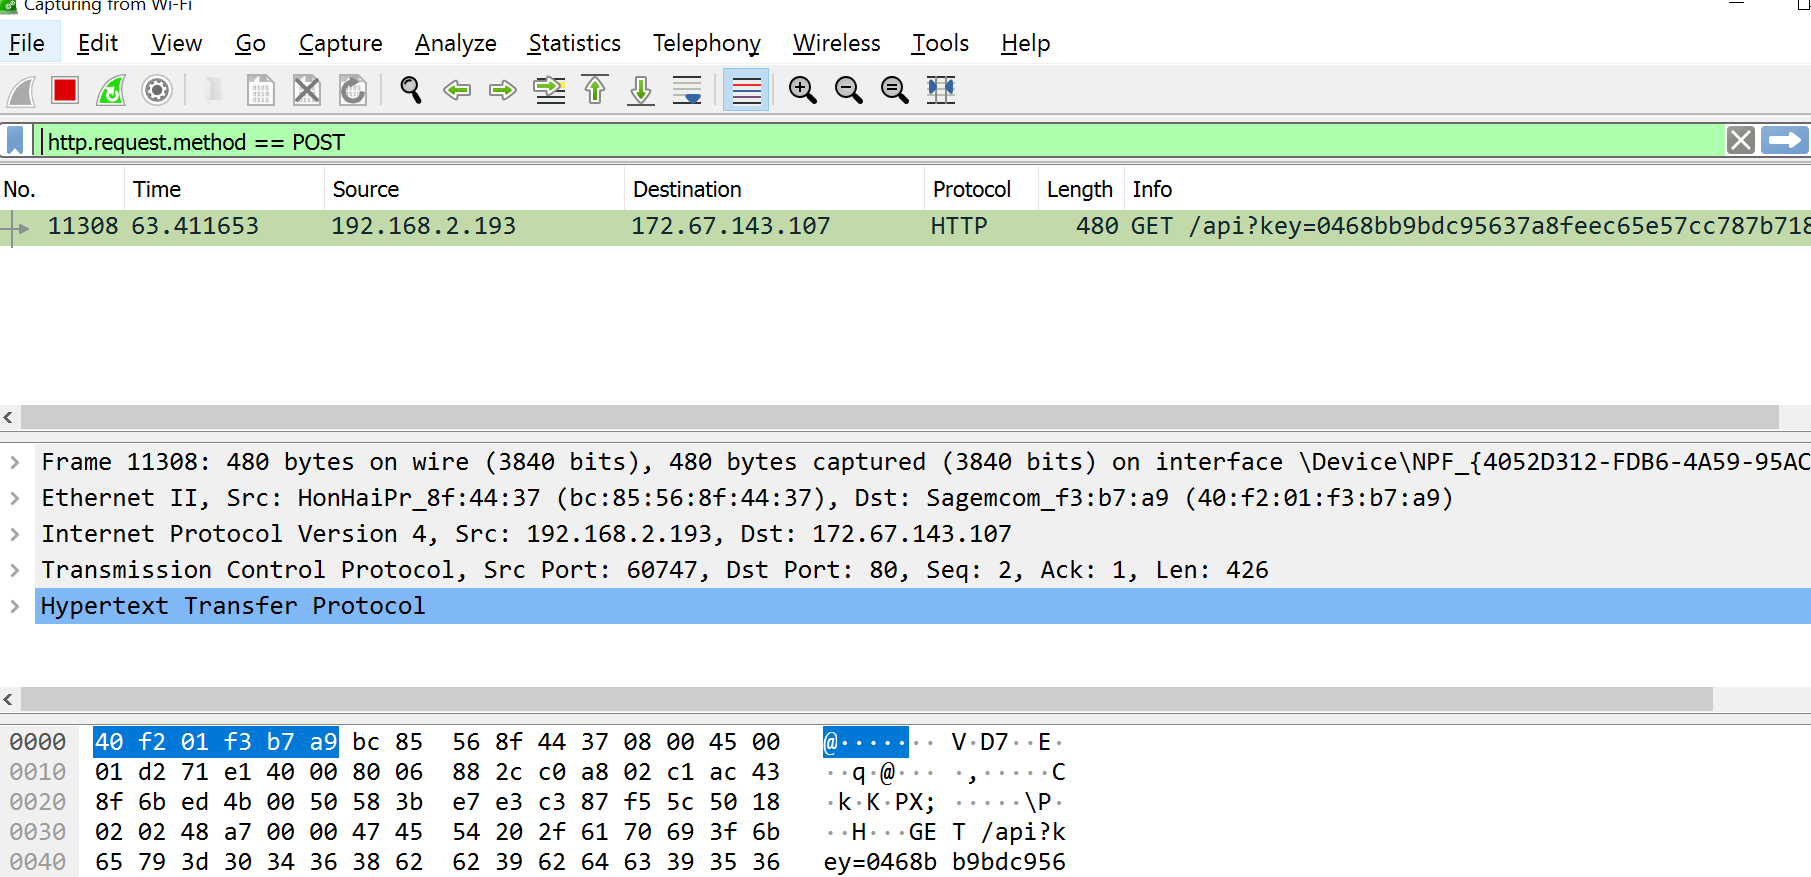 Capturing from Wi-Fi
File Edit View Go Capture Analyze Statistics Telephony Wireless Tools Help
http.request.method == POST
No. Time Source Destination Protocol Length Info
11308 63.411653 192.168.2.193 172.67.143.107 HTTP 480 GET /api?key=0468bb9bdc95637a8feec65e57cc787b718
Frame 11308: 480 bytes on wire (3840 bits), 480 bytes captured (3840 bits) on interface \Device\NPF_{4052D312-FDB6-4A59-95AC
Ethernet II, Src: HonHaiPr_8f:44:37 (bc:85:56:8f:44:37), Dst: Sagemcom_f3:b7:a9 (40:f2:01:f3:b7:a9)
Internet Protocol Version 4, Src: 192.168.2.193, Dst: 172.67.143.107
Transmission Control Protocol, Src Port: 60747, Dst Port: 80, Seq: 2, Ack: 1, Len: 426
Hypertext Transfer Protocol
0000 40 f2 01 f3 b7 a9 bc 85 56 8f 44 37 08 00 45 00 @······· V·D7··E·
0010 01 d2 71 e1 40 00 80 06 88 2c c0 a8 02 c1 ac 43 ··q·@··· ·,·····C
0020 8f 6b ed 4b 00 50 58 3b e7 e3 c3 87 f5 5c 50 18 ·k·K·PX; ·····\P·
0030 02 02 48 a7 00 00 47 45 54 20 2f 61 70 69 3f 6b ··H···GE T /api?k
0040 65 79 3d 30 34 36 38 62 62 39 62 64 63 39 35 36 ey=0468b b9bdc956